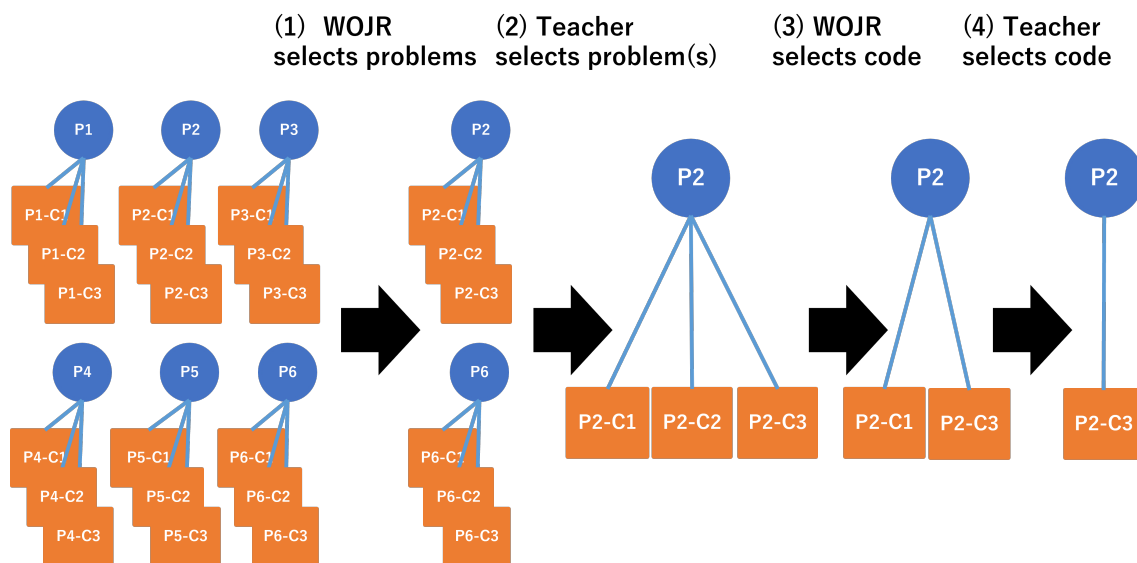 (1) WOJR
selects problems
(2) Teacher
selects problem(s)
(3) WOJR
selects code
(4) Teacher
selects code
P1
P2
P3
P1-C1
P2-C1
P3-C1
P1-C2
P2-C2
P3-C2
P1-C3
P2-C3
P3-C3
P4
P5
P6
P4-C1
P5-C1
P6-C1
P4-C2
P5-C2
P6-C2
P4-C3
P5-C3
P6-C3
P2
P2-C1
P2-C2
P2-C3
P6
P6-C1
P6-C2
P6-C3
P2
P2-C1
P2-C2
P2-C3
P2
P2-C1
P2-C3
P2
P2-C3